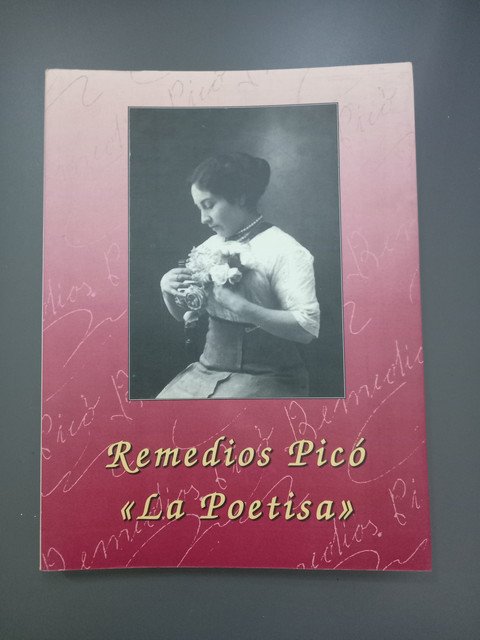 Remedios Picó
«La Poetisa»